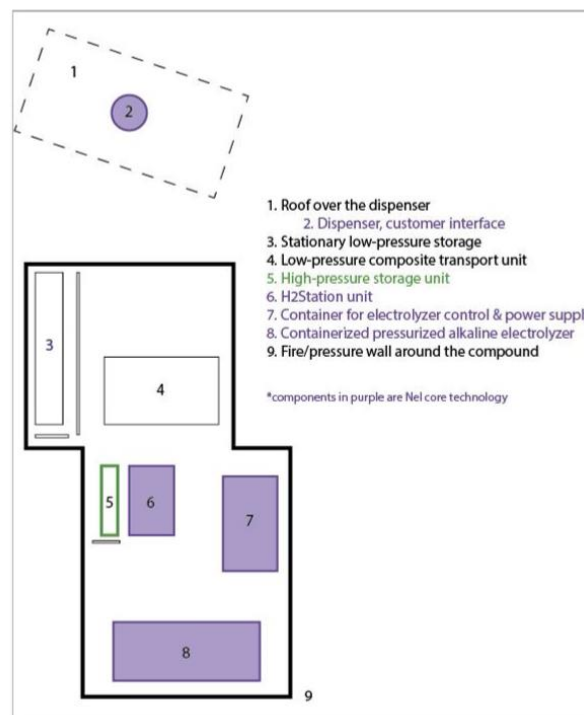 1
2
1. Roof over the dispenser
2. Dispenser, customer interface
3. Stationary low-pressure storage
4. Low-pressure composite transport unit
5. High-pressure storage unit
6. H2Station unit
7. Container for electrolyzer control & power suppl
8. Containerized pressurized alkaline electrolyzer
9. Fire/pressure wall around the compound
*components in purple are Nel core technology
3
4
5
6
7
8
9